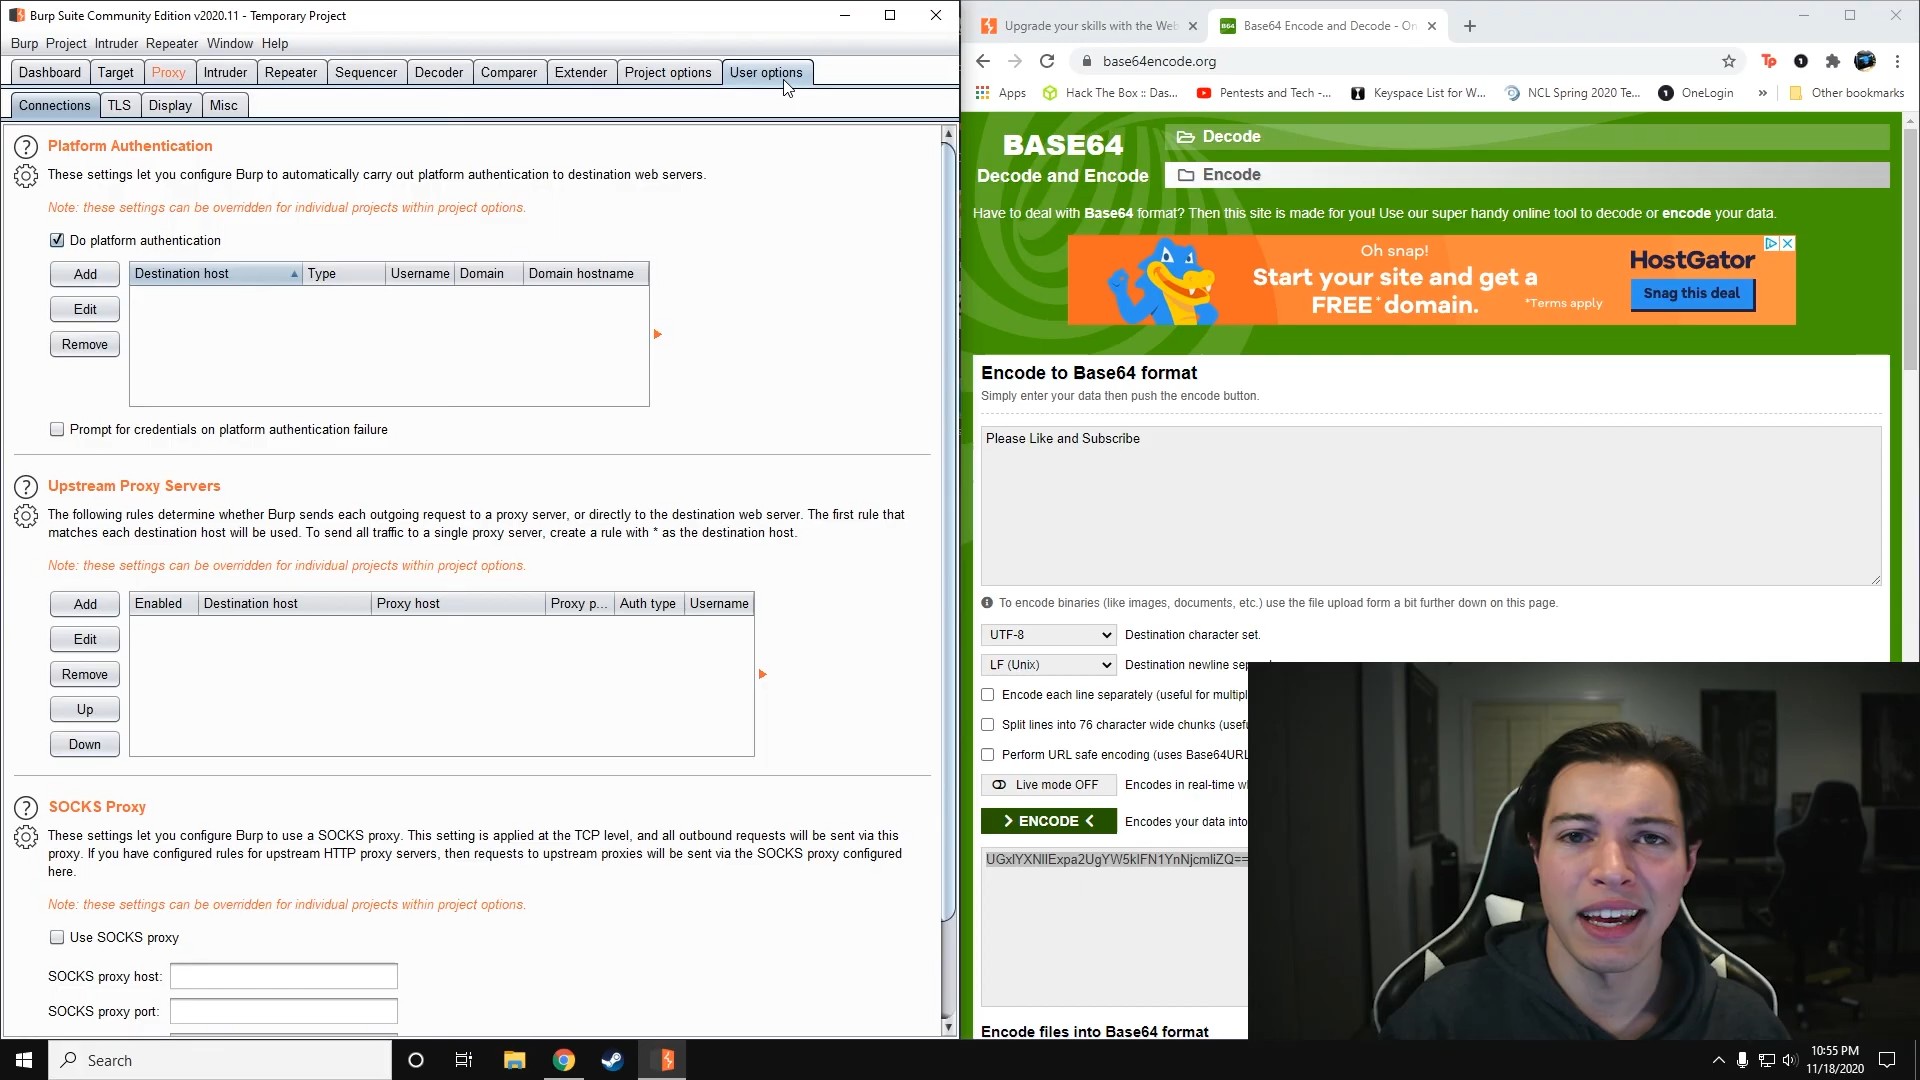 Burp Suite Community Edition v2020.11 - Temporary Project
Burp Project Intruder Repeater Window Help
Dashboard Target Proxy Intruder Repeater Sequencer Decoder Comparer Extender Project options User options
Connections TLS Display Misc
Platform Authentication
These settings let you configure Burp to automatically carry out platform authentication to destination web servers.
Note: these settings can be overridden for individual projects within project options.
Do platform authentication
Add
Edit
Remove
Destination host Type Username Domain Domain hostname
Prompt for credentials on platform authentication failure
Upstream Proxy Servers
The following rules determine whether Burp sends each outgoing request to a proxy server, or directly to the destination web server. The first rule that
matches each destination host will be used. To send all traffic to a single proxy server, create a rule with * as the destination host.
Note: these settings can be overridden for individual projects within project options.
Add
Edit
Remove
Up
Down
Enabled Destination host Proxy host Proxy p... Auth type Username
SOCKS Proxy
These settings let you configure Burp to use a SOCKS proxy. This setting is applied at the TCP level, and all outbound requests will be sent via this
proxy. If you have configured rules for upstream HTTP proxy servers, then requests to upstream proxies will be sent via the SOCKS proxy configured
here.
Note: these settings can be overridden for individual projects within project options.
Use SOCKS proxy
SOCKS proxy host:
SOCKS proxy port:
Upgrade your skills with the Web
B64 Base64 Encode and Decode - On
base64encode.org
Apps Hack The Box :: Das... Pentests and Tech -... Keyspace List for W... NCL Spring 2020 Te... OneLogin » Other bookmarks
BASE64
Decode and Encode
Decode
Encode
Have to deal with Base64 format? Then this site is made for you! Use our super handy online tool to decode or encode your data.
Oh snap!
Start your site and get a
FREE* domain. *Terms apply
HostGator
Snag this deal
Encode to Base64 format
Simply enter your data then push the encode button.
Please Like and Subscribe
To encode binaries (like images, documents, etc.) use the file upload form a bit further down on this page.
UTF-8 Destination character set.
LF (Unix) Destination newline
Encode each line separately (useful for
Split lines into 76 character wide chunks
Perform URL safe encoding (uses Base64URL
Live mode OFF Encodes in real-time
> ENCODE < Encodes your data into
UGxlYXNlIExpa2UgYW5kIFN1YnNjcmliZQ==
Encode files into Base64 format
Search
10:55 PM
11/18/2020